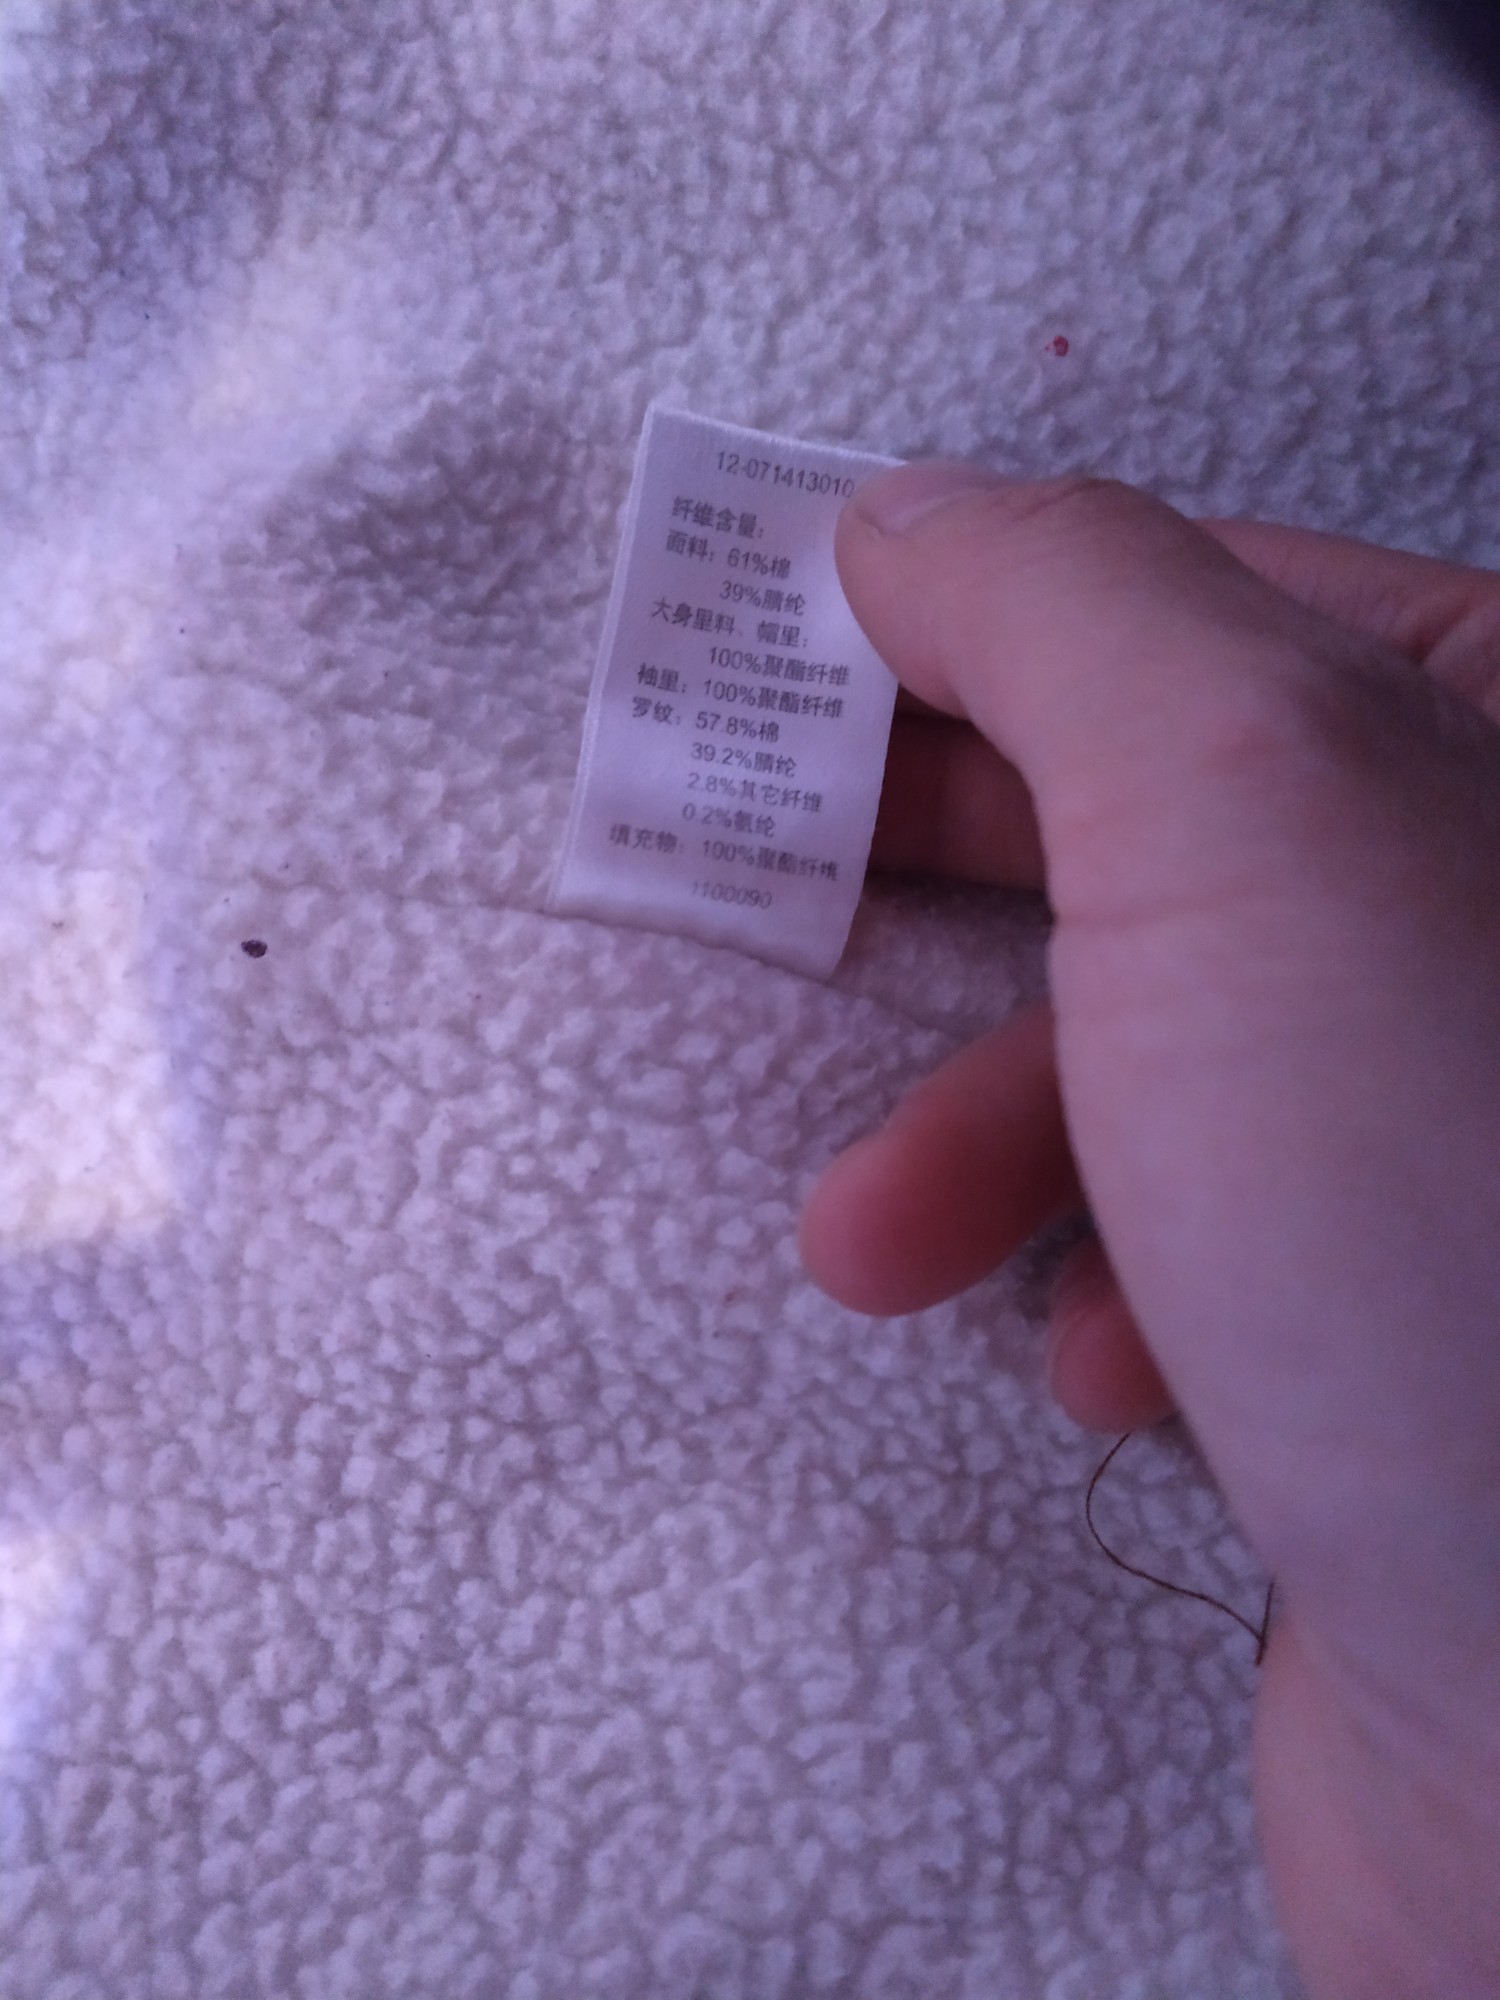 12-071413010
纤维含量：
面料：61%棉
39%腈纶
大身里料、帽里：
100%聚酯纤维
袖里：100%聚酯纤维
罗纹：57.8%棉
39.2%腈纶
2.8%其它纤维
0.2%氨纶
填充物：100%聚酯纤维
1100090